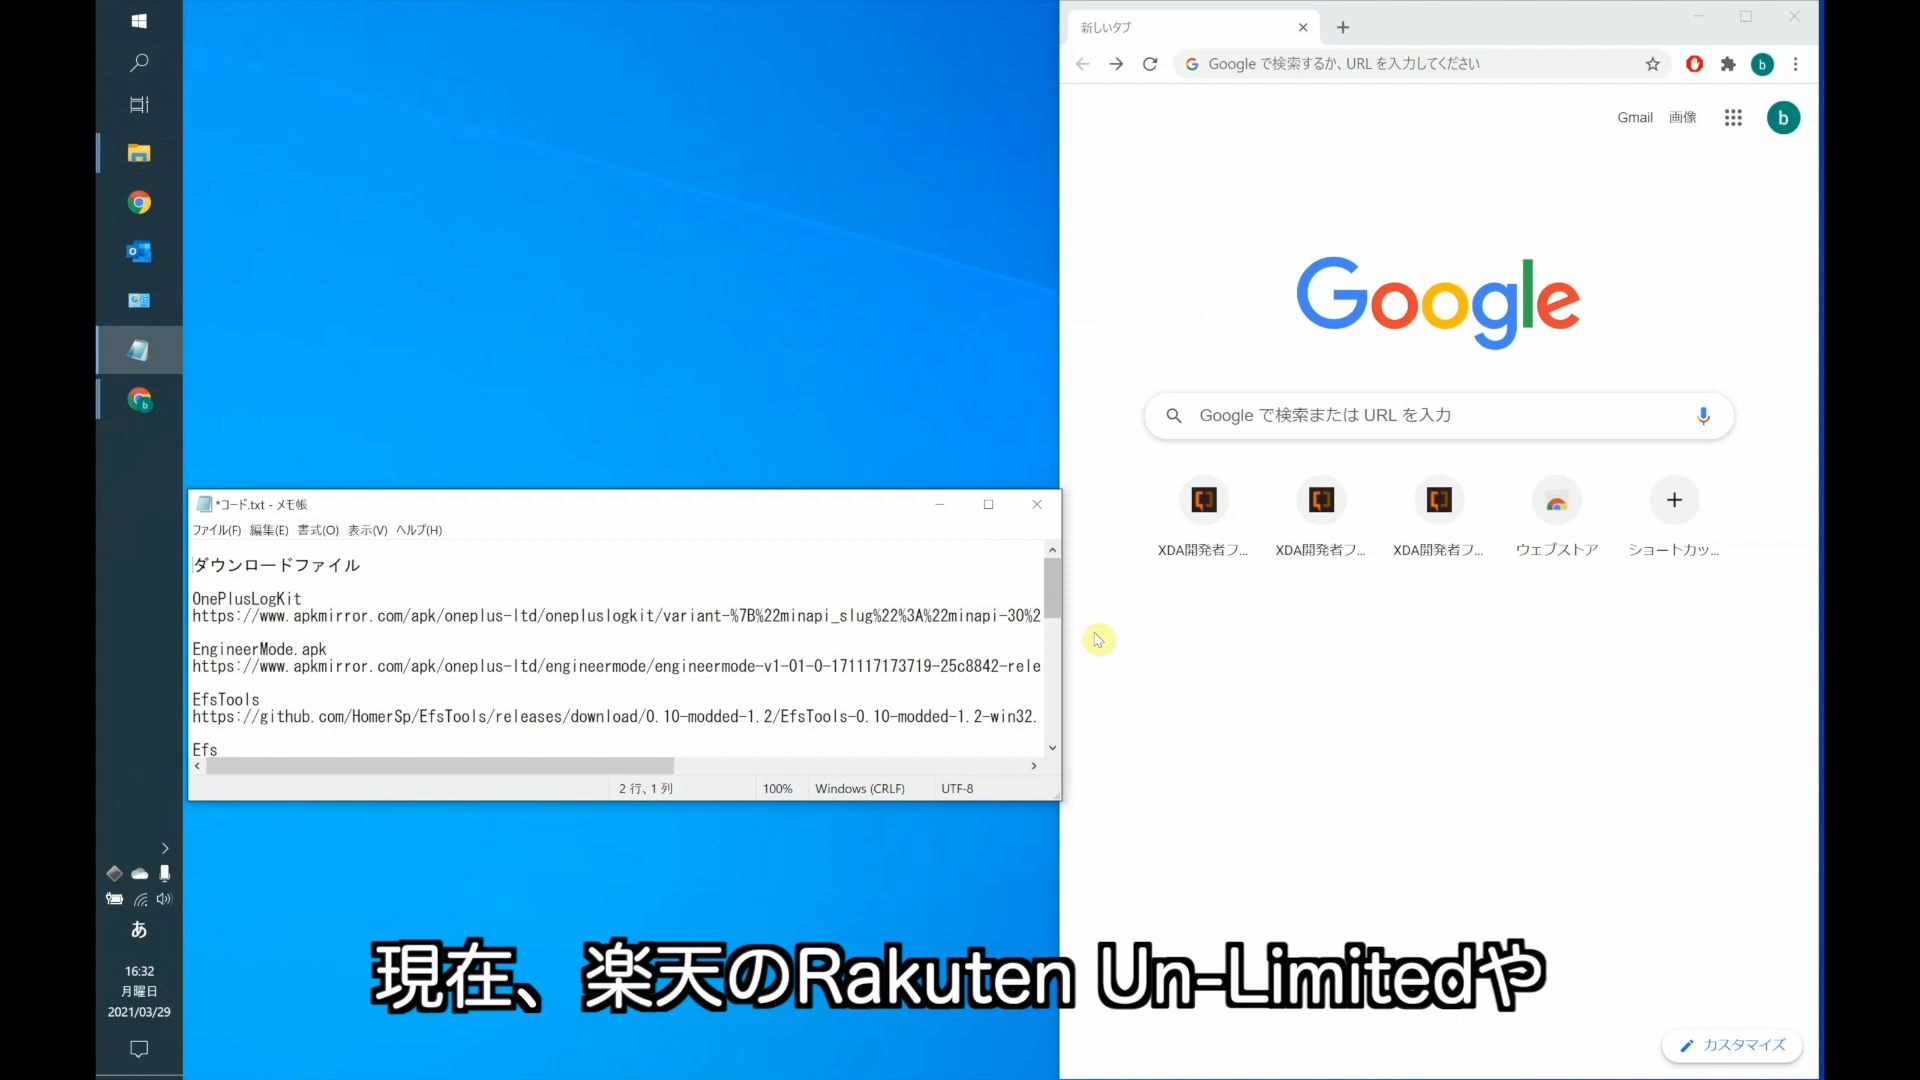 新しいタブ
Google で検索するか、URL を入力してください
b
Gmail 画像
b
Google
Google で検索または URL を入力
XDA開発者フ... XDA開発者フ... XDA開発者フ... ウェブストア ショートカッ...
*コード.txt - メモ帳
ファイル(F) 編集(E) 書式(O) 表示(V) ヘルプ(H)
ダウンロードファイル
OnePlusLogKit
https://www.apkmirror.com/apk/oneplus-ltd/onepluslogkit/variant-%7B%22minapi_slug%22%3A%22minapi-30%2
EngineerMode.apk
https://www.apkmirror.com/apk/oneplus-ltd/engineermode/engineermode-v1-01-0-171117173719-25c8842-rele
EfsTools
https://github.com/HomerSp/EfsTools/releases/download/0.10-modded-1.2/EfsTools-0.10-modded-1.2-win32.
Efs
2 行、1 列 100% Windows (CRLF) UTF-8
あ
16:32
月曜日
2021/03/29
現在、楽天のRakuten Un-Limitedや
カスタマイズ